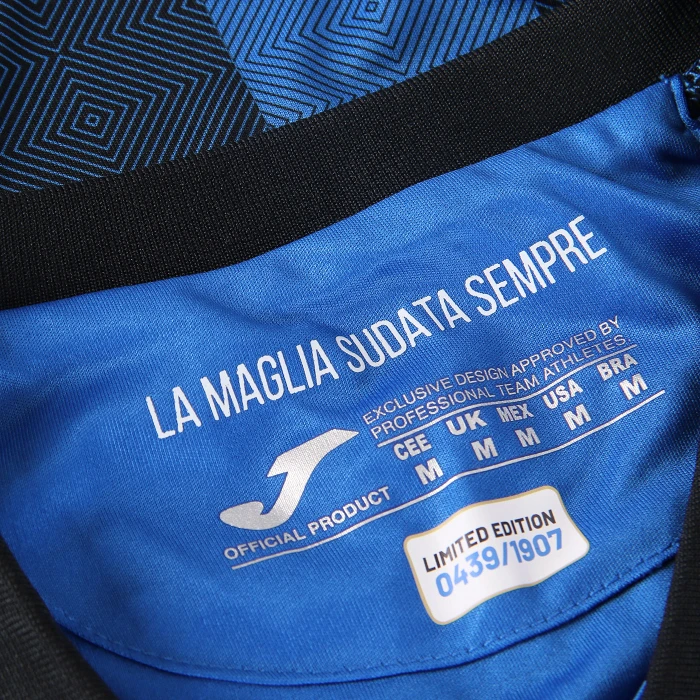 LA MAGLIA SUDATA SEMPRE
EXCLUSIVE DESIGN APPROVED BY
PROFESSIONAL TEAM ATHLETES.
CEE UK MEX USA BRA
M M M M M
OFFICIAL PRODUCT
LIMITED EDITION
0439/1907